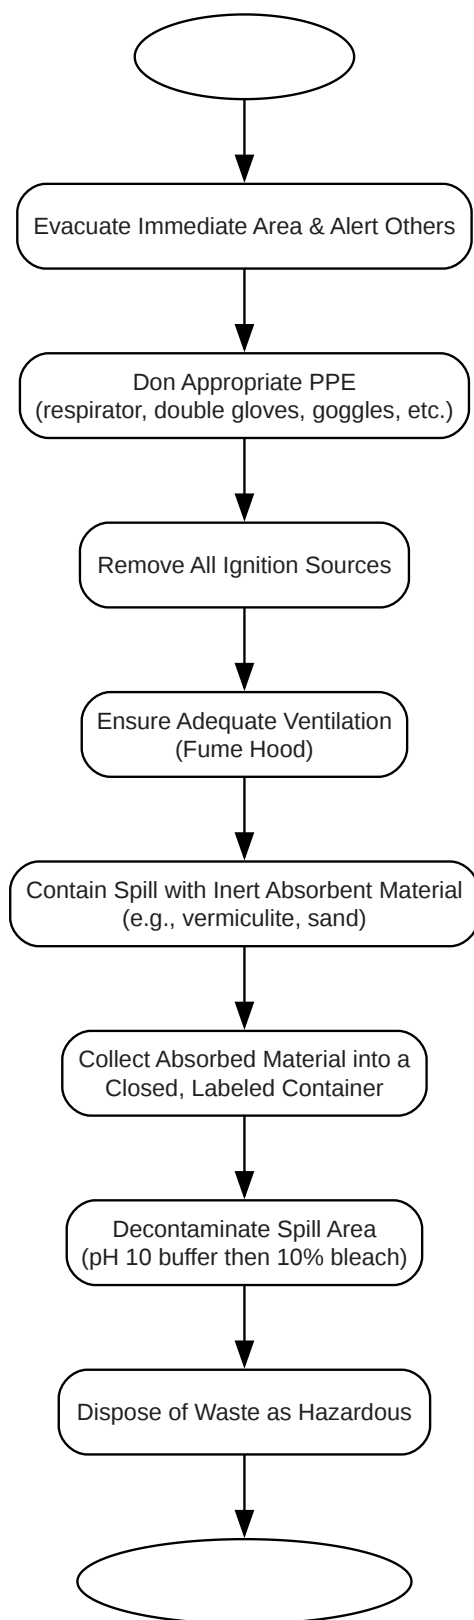 Evacuate Immediate Area & Alert Others
Don Appropriate PPE
(respirator, double gloves, goggles, etc.)
Remove All Ignition Sources
Ensure Adequate Ventilation
(Fume Hood)
Contain Spill with Inert Absorbent Material
(e.g., vermiculite, sand)
Collect Absorbed Material into a
Closed, Labeled Container
Decontaminate Spill Area
(pH 10 buffer then 10% bleach)
Dispose of Waste as Hazardous